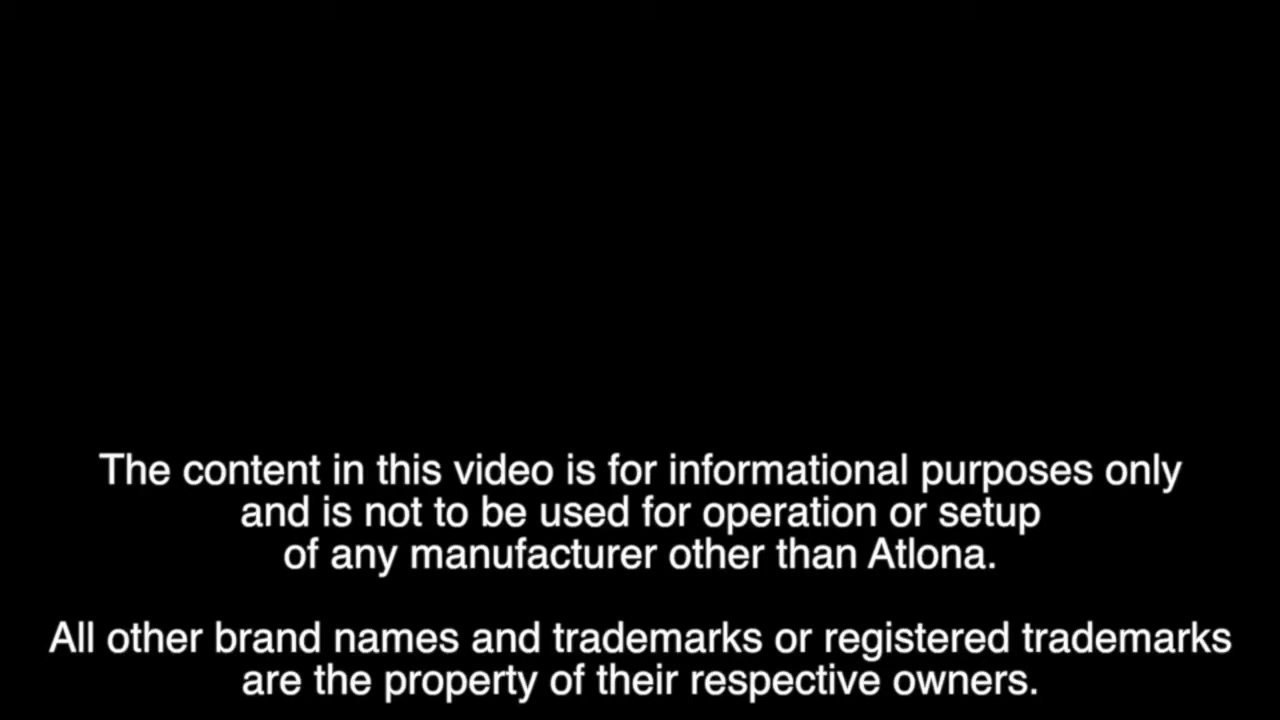 The content in this video is for informational purposes only
and is not to be used for operation or setup
of any manufacturer other than Atlona.
All other brand names and trademarks or registered trademarks
are the property of their respective owners.